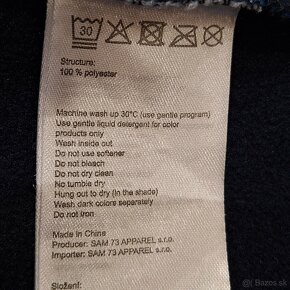 30
Structure:
100 % polyester
Machine wash up 30°C (use gentle program)
Use gentle liquid detergent for color
products only
Wash inside out
Do not use softener
Do not bleach
Do not dry clean
No tumble dry
Hung out to dry (in the shade)
Wash dark colors separately
Do not iron
Made in China
Producer: SAM 73 APPAREL s.r.o.
Importer: SAM 73 APPAREL s.r.o.
Složení:
bazos.sk